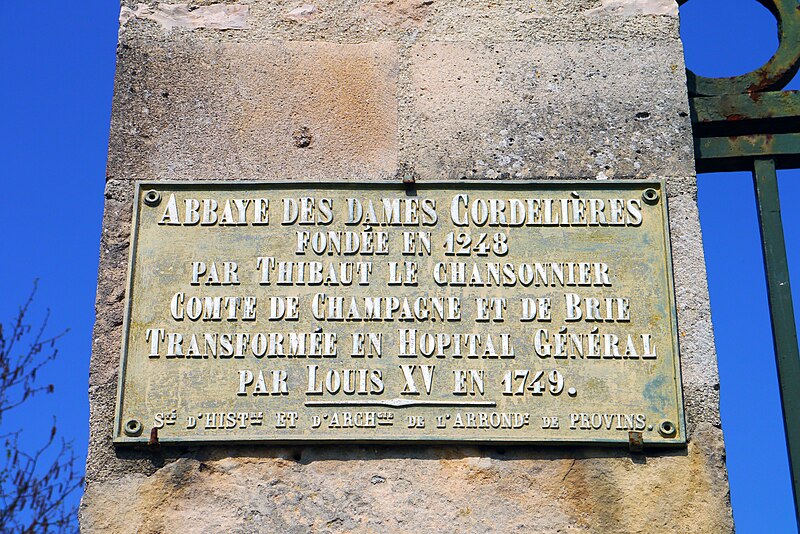 ABBAYE DES DAMES CORDELIÈRES
FONDÉE EN 1248
PAR THIBAUT LE CHANSONNIER
COMTE DE CHAMPAGNE ET DE BRIE
TRANSFORMÉE EN HOPITAL GÉNÉRAL
PAR LOUIS XV EN 1749.
Sté D'HISTre ET D'ARCHgie DE L'ARRONDt DE PROVINS.